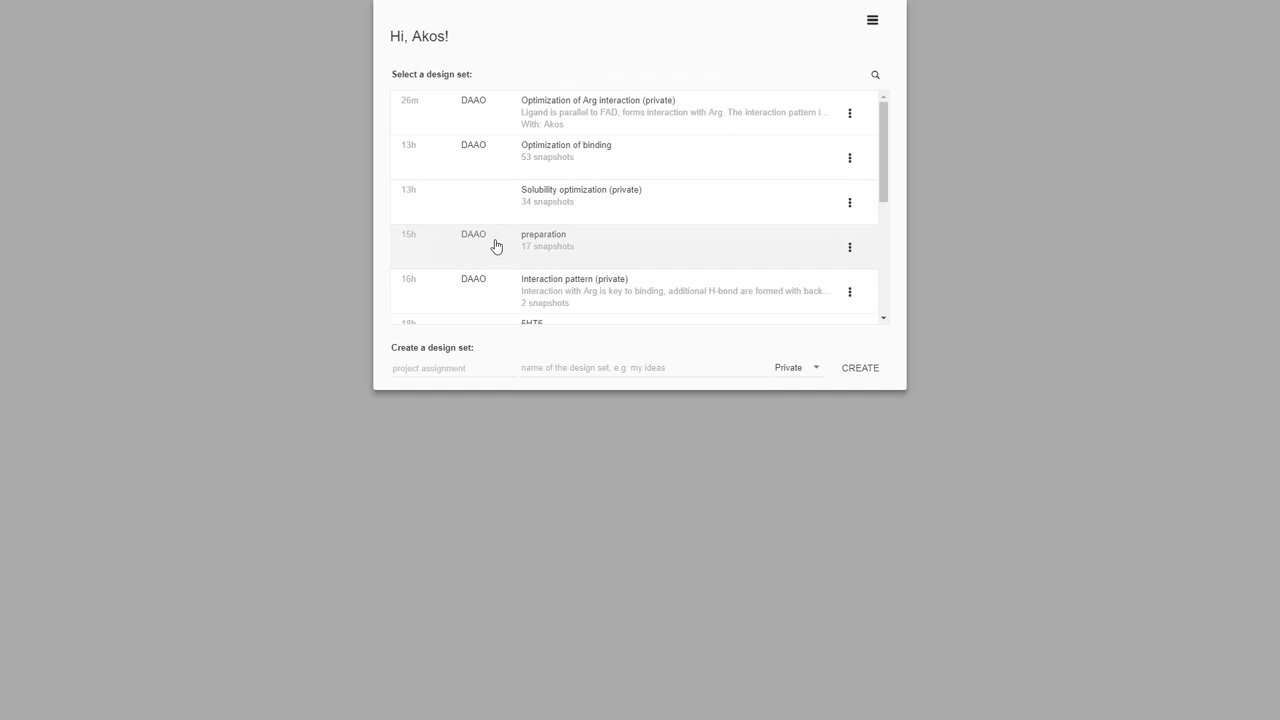 Hi, Akos!
Select a design set:
26m DAAO Optimization of Arg interaction (private)
Ligand is parallel to FAD, forms interaction with Arg. The interaction pattern i...
With: Akos
13h DAAO Optimization of binding
53 snapshots
13h Solubility optimization (private)
34 snapshots
15h DAAO preparation
17 snapshots
16h DAAO Interaction pattern (private)
Interaction with Arg is key to binding, additional H-bond are formed with back...
2 snapshots
18h 5HT6
Create a design set:
project assignment name of the design set, e.g: my ideas Private CREATE